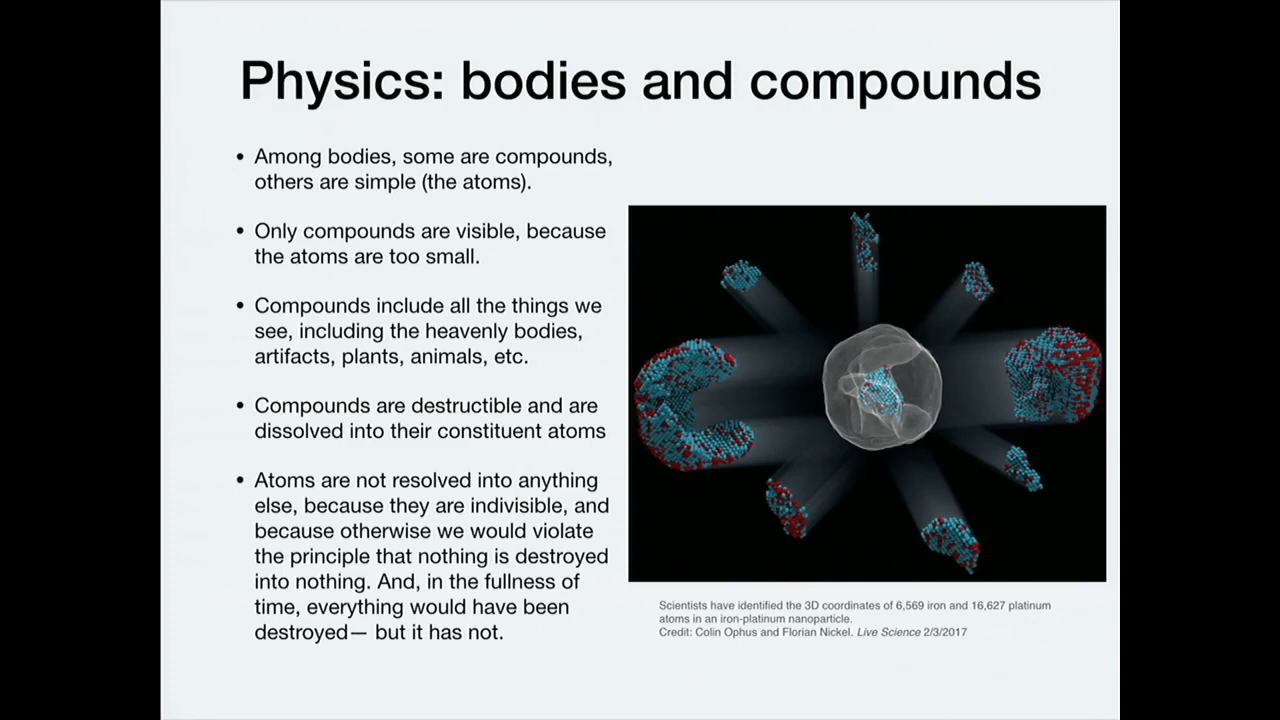 Physics: bodies and compounds
• Among bodies, some are compounds,
others are simple (the atoms).
• Only compounds are visible, because
the atoms are too small.
• Compounds include all the things we
see, including the heavenly bodies,
artifacts, plants, animals, etc.
• Compounds are destructible and are
dissolved into their constituent atoms
• Atoms are not resolved into anything
else, because they are indivisible, and
because otherwise we would violate
the principle that nothing is destroyed
into nothing. And, in the fullness of
time, everything would have been
destroyed— but it has not.
Scientists have identified the 3D coordinates of 6,569 iron and 16,627 platinum
atoms in an iron-platinum nanoparticle.
Credit: Colin Ophus and Florian Nickel. Live Science 2/3/2017